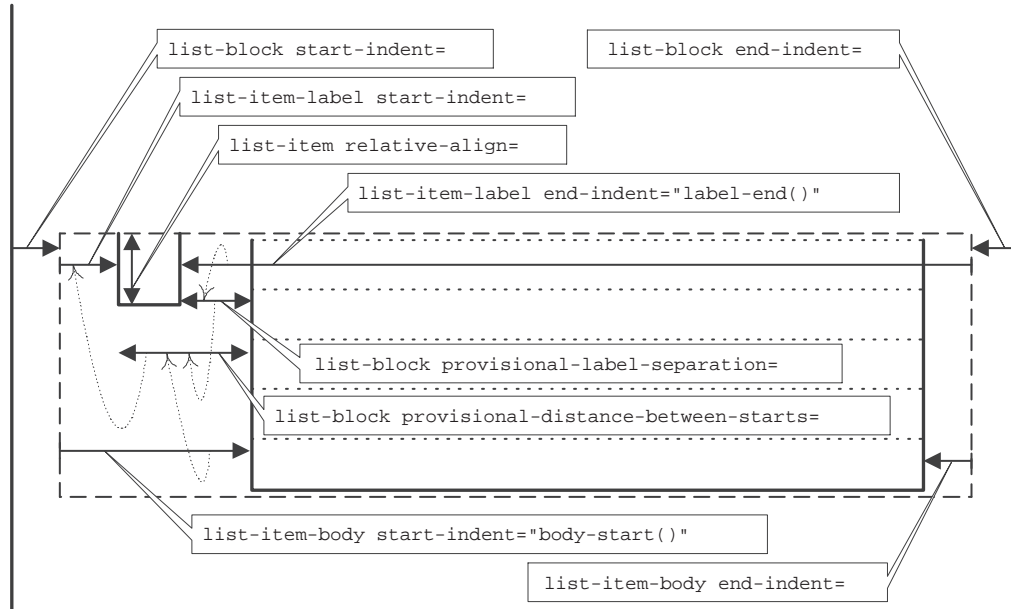 list-block start-indent=
list-block end-indent=
list-item-label start-indent=
list-item relative-align=
list-item-label end-indent="label-end()"
list-block provisional-label-separation=
list-block provisional-distance-between-starts=
list-item-body start-indent="body-start()"
list-item-body end-indent=